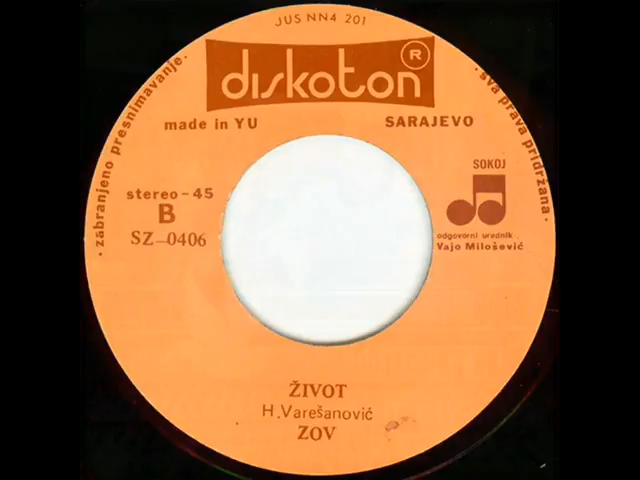 JUS NN4 201
diskoton ®
made in YU
SARAJEVO
· zabranjeno presnimavanje ·
· sva prava pridržana ·
SOKOJ
stereo - 45
B
SZ-0406
odgovorni urednik
Vajo Milošević
ŽIVOT
H.Varešanović
ZOV